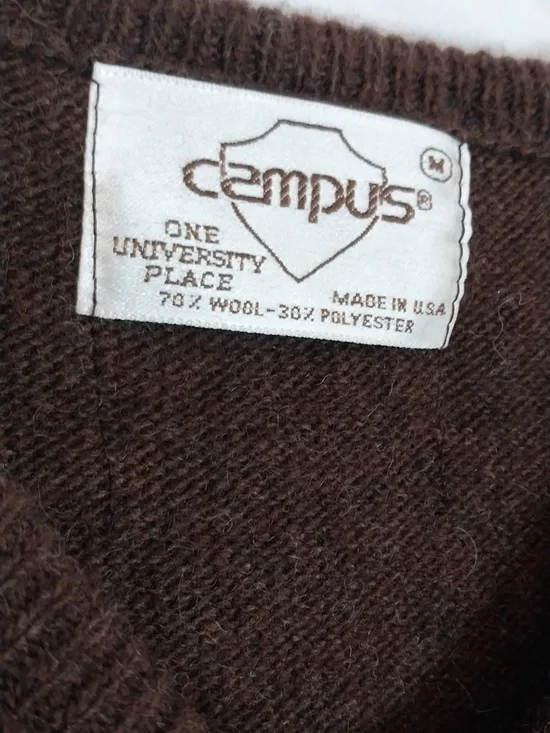 M
campus®
ONE
UNIVERSITY
PLACE
MADE IN U.S.A
70% WOOL-30% POLYESTER